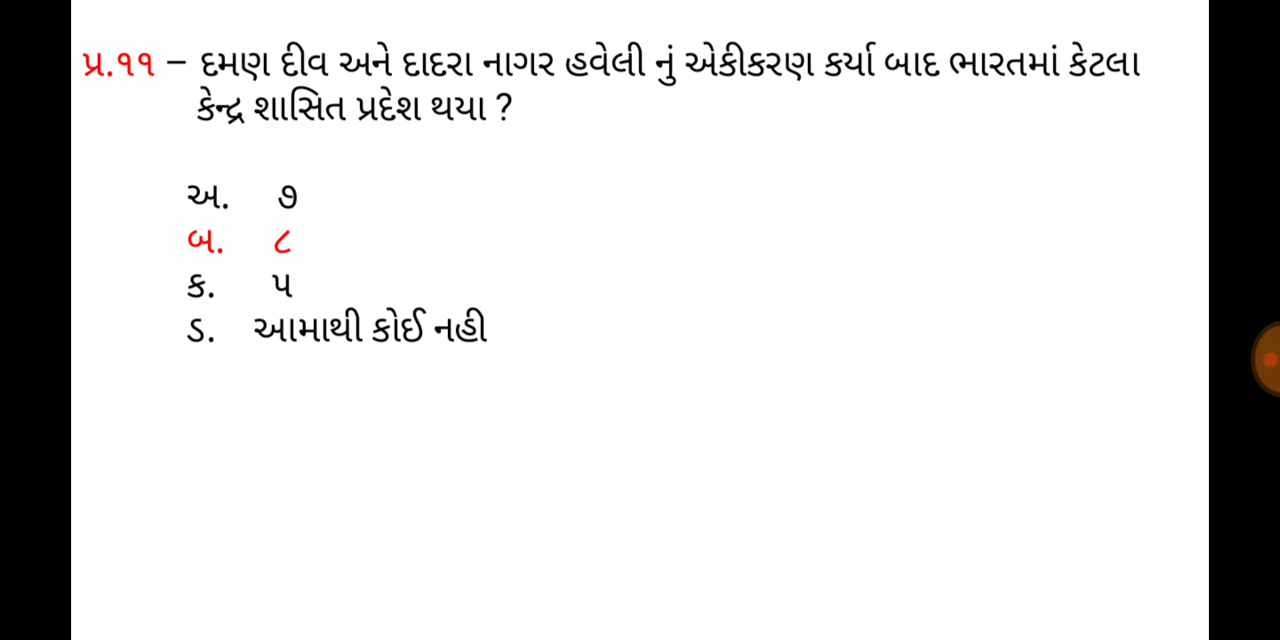 પ્ર.૧૧ – દમણ દીવ અને દાદરા નાગર હવેલી નું એકીકરણ કર્યા બાદ ભારતમાં કેટલા
કેન્દ્ર શાસિત પ્રદેશ થયા ?
અ. ૭
બ. ૮
ક. ૫
ડ. આમાથી કોઈ નહી